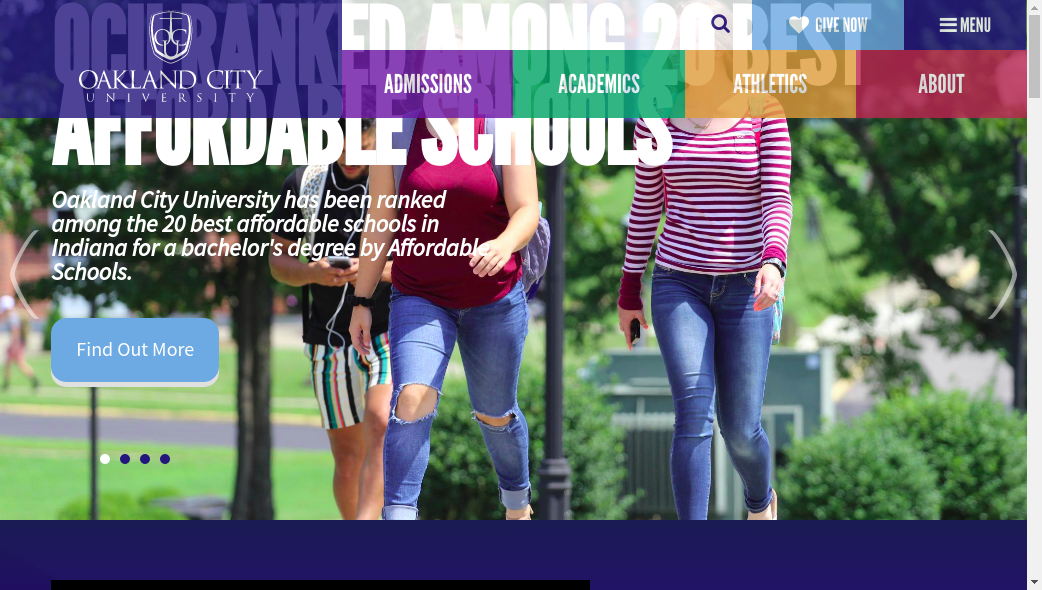 OCU RANKED AMONG 20 BEST
AFFORDABLE SCHOOLS
OAKLAND CITY
UNIVERSITY
GIVE NOW
MENU
ADMISSIONS
ACADEMICS
ATHLETICS
ABOUT
Oakland City University has been ranked
among the 20 best affordable schools in
Indiana for a bachelor's degree by Affordable
Schools.
Find Out More